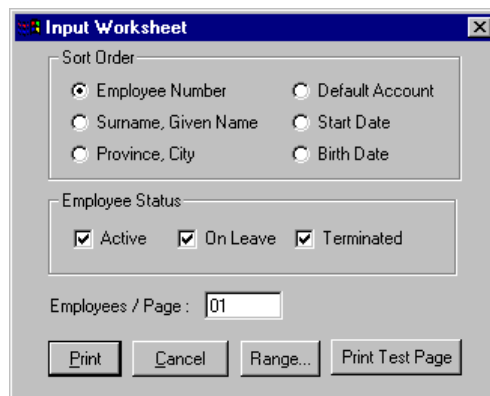 Input Worksheet
Sort Order
Employee Number
Default Account
Surname, Given Name
Start Date
Province, City
Birth Date
Employee Status
Active
On Leave
Terminated
Employees / Page : 01
Print
Cancel
Range...
Print Test Page